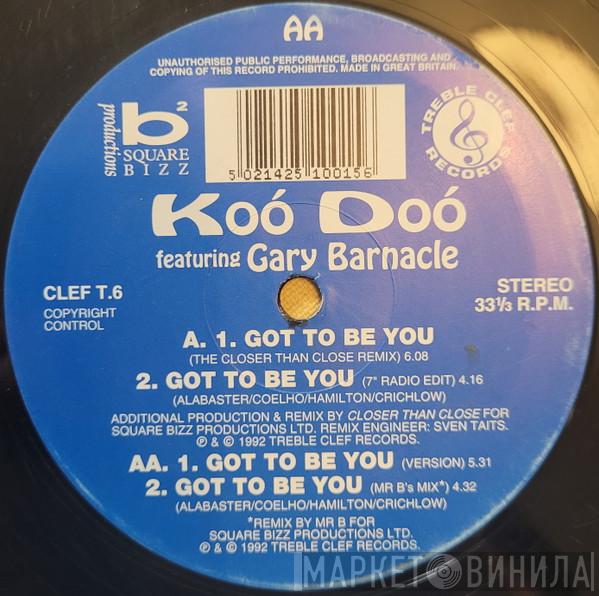 AA
UNAUTHORISED PUBLIC PERFORMANCE, BROADCASTING AND
COPYING OF THIS RECORD PROHIBITED. MADE IN GREAT BRITAIN.
b2
productions
SQUARE
BIZZ
5 021425 100156
TREBLE CLEF
RECORDS
Koó Doó
featuring Gary Barnacle
CLEF T.6
COPYRIGHT
CONTROL
STEREO
33⅓ R.P.M.
A. 1. GOT TO BE YOU
(THE CLOSER THAN CLOSE REMIX) 6.08
2. GOT TO BE YOU (7" RADIO EDIT) 4.16
(ALABASTER/COELHO/HAMILTON/CRICHLOW)
ADDITIONAL PRODUCTION & REMIX BY CLOSER THAN CLOSE FOR
SQUARE BIZZ PRODUCTIONS LTD. REMIX ENGINEER: SVEN TAITS.
℗ & © 1992 TREBLE CLEF RECORDS.
AA. 1. GOT TO BE YOU (VERSION) 5.31
2. GOT TO BE YOU (MR B's MIX*) 4.32
(ALABASTER/COELHO/HAMILTON/CRICHLOW)
*REMIX BY MR B FOR
SQUARE BIZZ PRODUCTIONS LTD.
℗ & © 1992 TREBLE CLEF RECORDS.
МАРКЕТОВИНИЛА